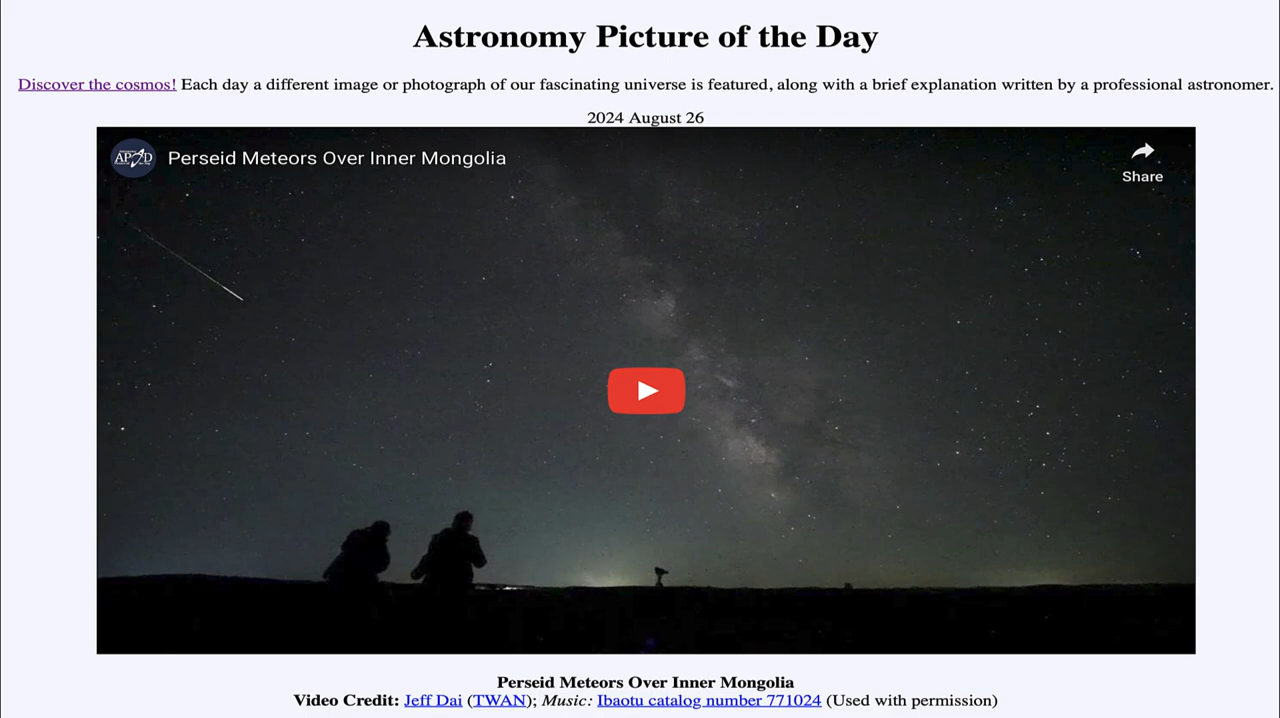 Astronomy Picture of the Day
Discover the cosmos! Each day a different image or photograph of our fascinating universe is featured, along with a brief explanation written by a professional astronomer.
2024 August 26
APOD
Perseid Meteors Over Inner Mongolia
Share
Perseid Meteors Over Inner Mongolia
Video Credit: Jeff Dai (TWAN); Music: Ibaotu catalog number 771024 (Used with permission)